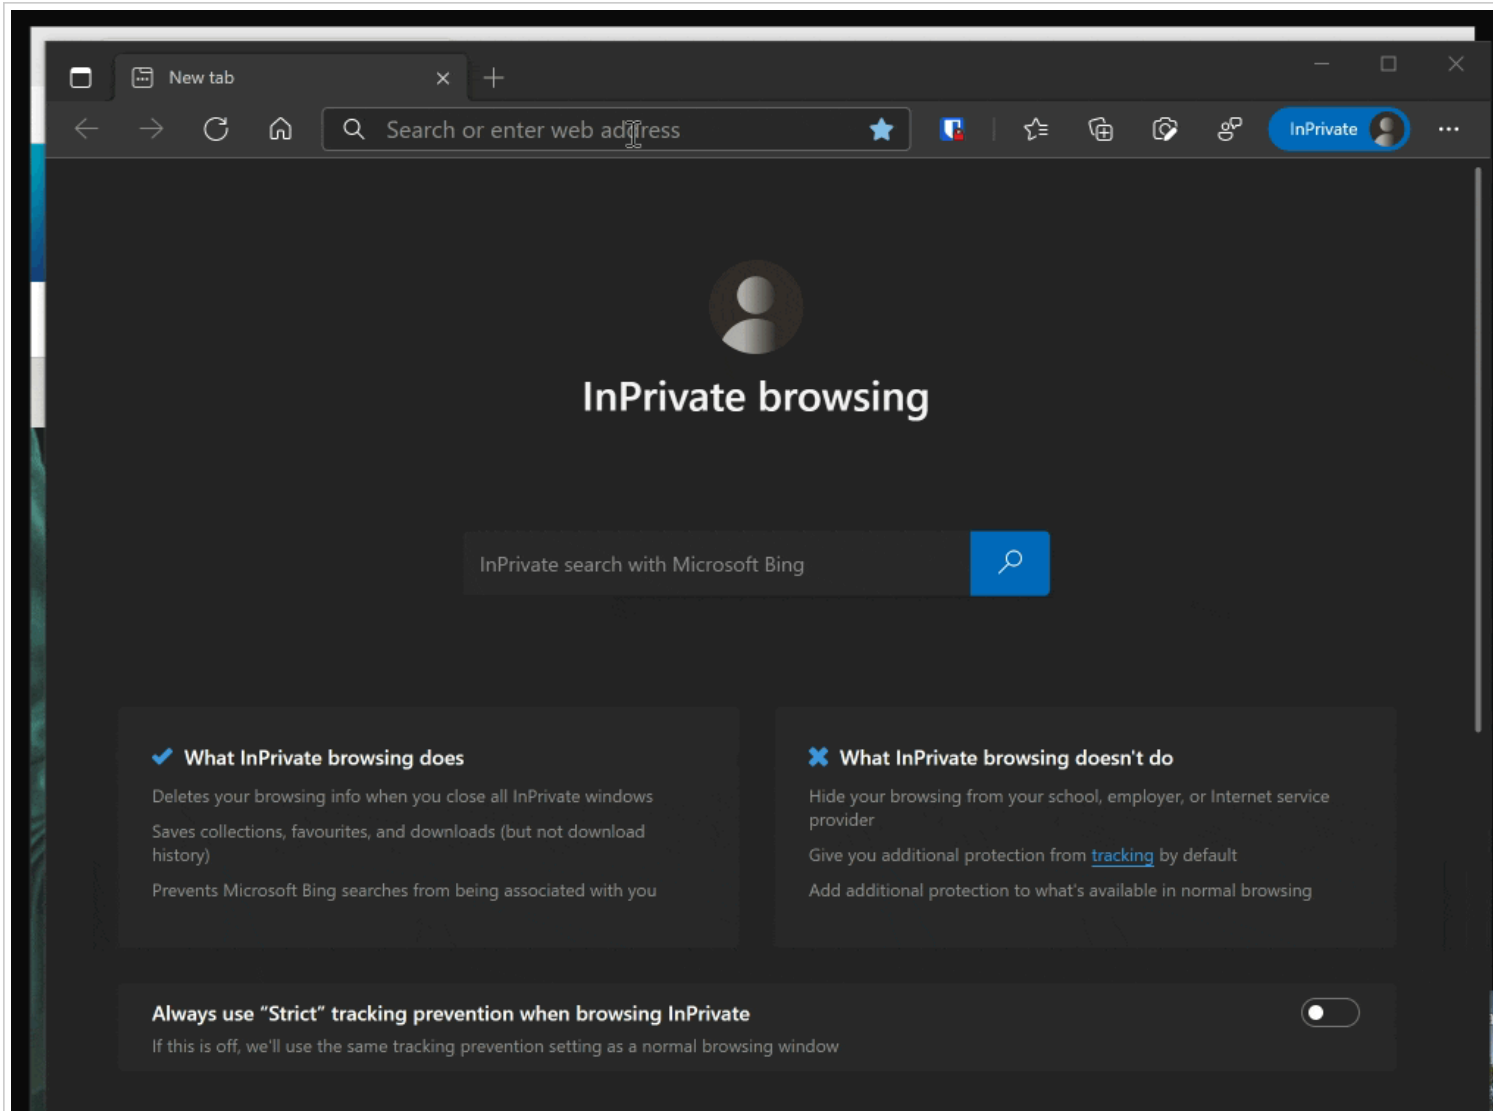 New tab
Search or enter web address
InPrivate
InPrivate browsing
InPrivate search with Microsoft Bing
What InPrivate browsing does
Deletes your browsing info when you close all InPrivate windows
Saves collections, favourites, and downloads (but not download
history)
Prevents Microsoft Bing searches from being associated with you
What InPrivate browsing doesn't do
Hide your browsing from your school, employer, or Internet service
provider
Give you additional protection from tracking by default
Add additional protection to what's available in normal browsing
Always use “Strict” tracking prevention when browsing InPrivate
If this is off, we'll use the same tracking prevention setting as a normal browsing window